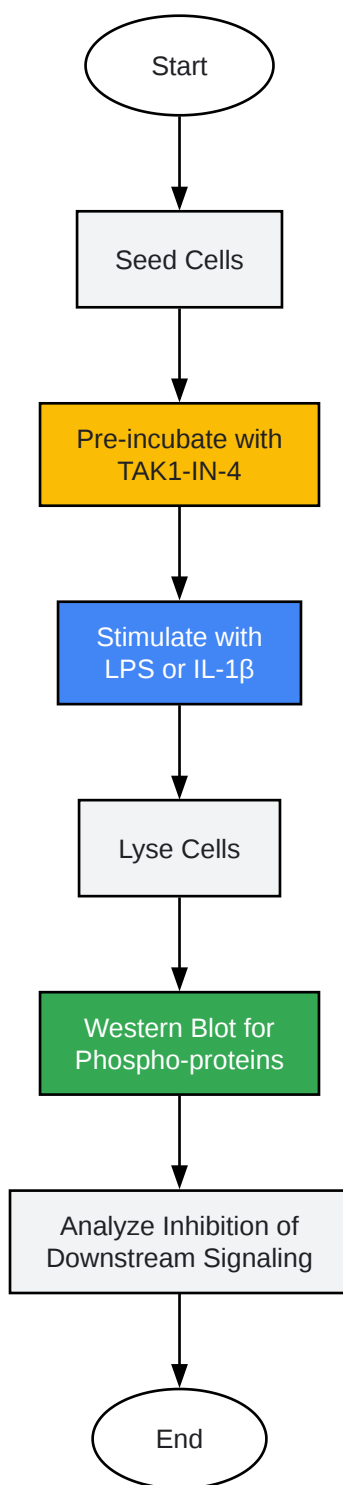 Start
Seed Cells
Pre-incubate with
TAK1-IN-4
Stimulate with
LPS or IL-1β
Lyse Cells
Western Blot for
Phospho-proteins
Analyze Inhibition of
Downstream Signaling
End